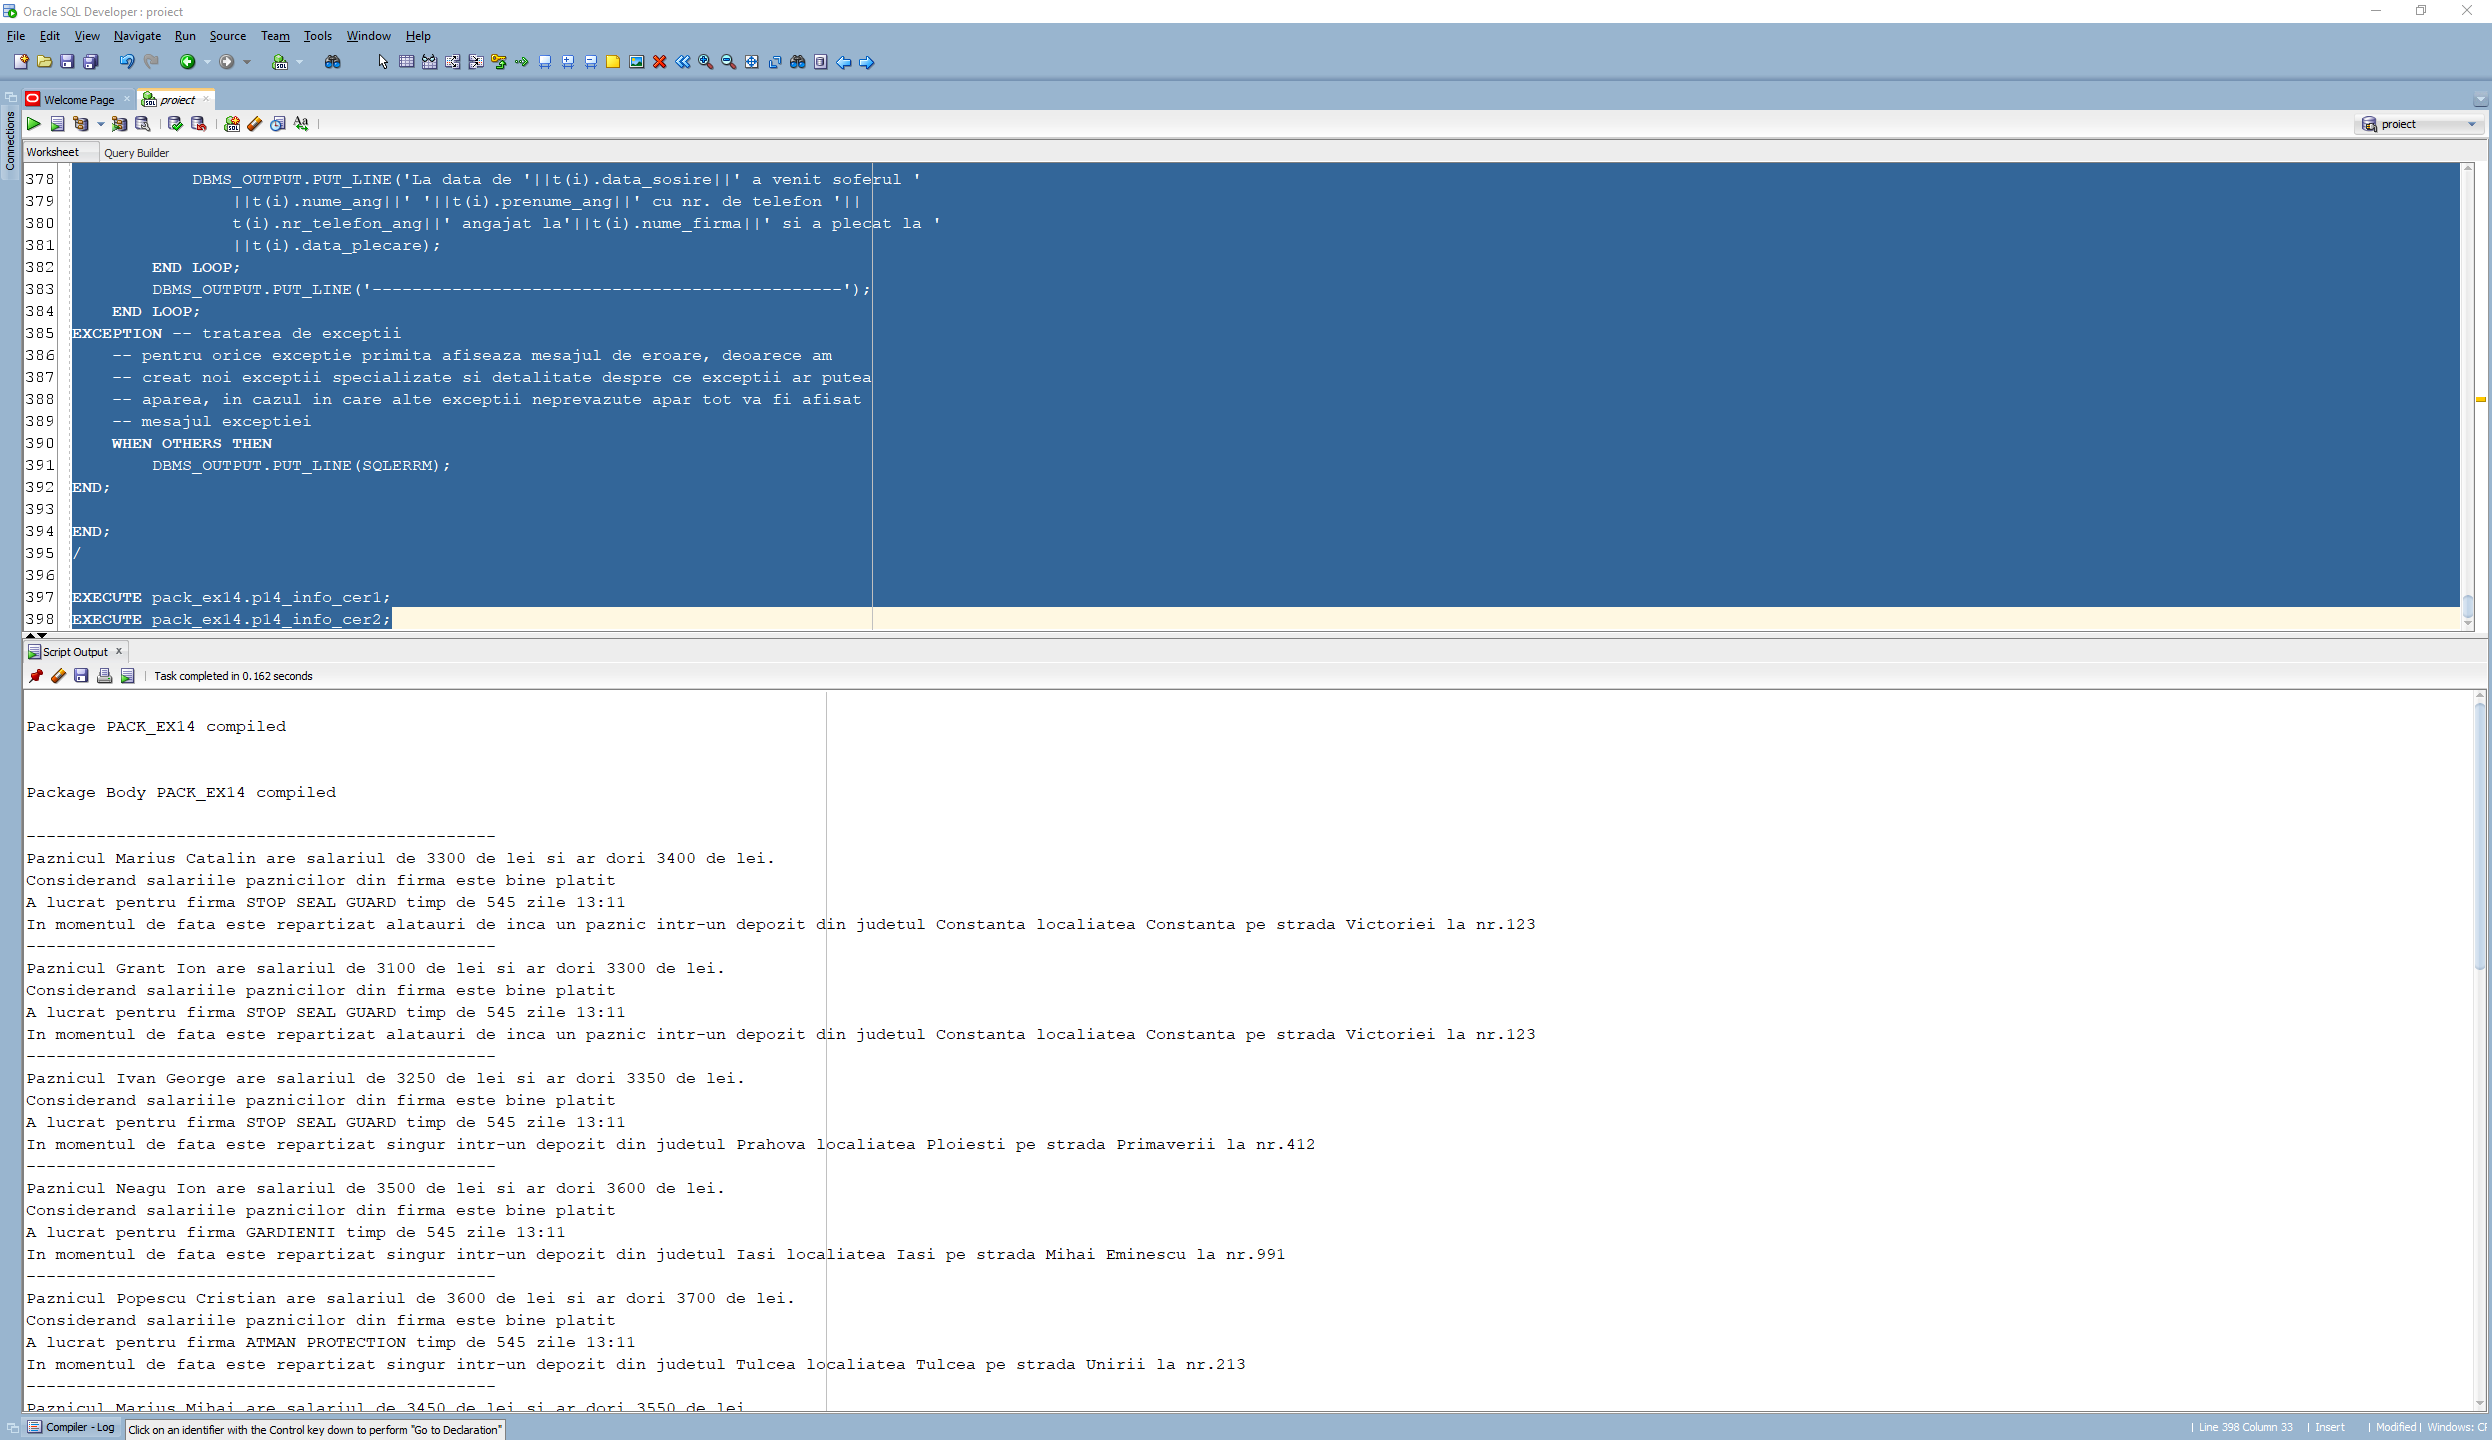 Oracle SQL Developer : proiect
File Edit View Navigate Run Source Team Tools Window Help
Connections
Welcome Page proiect
proiect
Worksheet Query Builder
378 DBMS_OUTPUT.PUT_LINE('La data de '||t(i).data_sosire||' a venit soferul '
379 ||t(i).nume_ang||' '||t(i).prenume_ang||' cu nr. de telefon '||
380 t(i).nr_telefon_ang||' angajat la'||t(i).nume_firma||' si a plecat la '
381 ||t(i).data_plecare);
382 END LOOP;
383 DBMS_OUTPUT.PUT_LINE('-----------------------------------------------');
384 END LOOP;
385 EXCEPTION -- tratarea de exceptii
386 -- pentru orice exceptie primita afiseaza mesajul de eroare, deoarece am
387 -- creat noi exceptii specializate si detalitate despre ce exceptii ar putea
388 -- aparea, in cazul in care alte exceptii neprevazute apar tot va fi afisat
389 -- mesajul exceptiei
390 WHEN OTHERS THEN
391 DBMS_OUTPUT.PUT_LINE(SQLERRM);
392 END;
393
394 END;
395 /
396
397 EXECUTE pack_ex14.p14_info_cer1;
398 EXECUTE pack_ex14.p14_info_cer2;
Script Output x
Task completed in 0.162 seconds
Package PACK_EX14 compiled
Package Body PACK_EX14 compiled
-----------------------------------------------
Paznicul Marius Catalin are salariul de 3300 de lei si ar dori 3400 de lei.
Considerand salariile paznicilor din firma este bine platit
A lucrat pentru firma STOP SEAL GUARD timp de 545 zile 13:11
In momentul de fata este repartizat alatauri de inca un paznic intr-un depozit din judetul Constanta localiatea Constanta pe strada Victoriei la nr.123
-----------------------------------------------
Paznicul Grant Ion are salariul de 3100 de lei si ar dori 3300 de lei.
Considerand salariile paznicilor din firma este bine platit
A lucrat pentru firma STOP SEAL GUARD timp de 545 zile 13:11
In momentul de fata este repartizat alatauri de inca un paznic intr-un depozit din judetul Constanta localiatea Constanta pe strada Victoriei la nr.123
-----------------------------------------------
Paznicul Ivan George are salariul de 3250 de lei si ar dori 3350 de lei.
Considerand salariile paznicilor din firma este bine platit
A lucrat pentru firma STOP SEAL GUARD timp de 545 zile 13:11
In momentul de fata este repartizat singur intr-un depozit din judetul Prahova localiatea Ploiesti pe strada Primaverii la nr.412
-----------------------------------------------
Paznicul Neagu Ion are salariul de 3500 de lei si ar dori 3600 de lei.
Considerand salariile paznicilor din firma este bine platit
A lucrat pentru firma GARDIENII timp de 545 zile 13:11
In momentul de fata este repartizat singur intr-un depozit din judetul Iasi localiatea Iasi pe strada Mihai Eminescu la nr.991
-----------------------------------------------
Paznicul Popescu Cristian are salariul de 3600 de lei si ar dori 3700 de lei.
Considerand salariile paznicilor din firma este bine platit
A lucrat pentru firma ATMAN PROTECTION timp de 545 zile 13:11
In momentul de fata este repartizat singur intr-un depozit din judetul Tulcea localiatea Tulcea pe strada Unirii la nr.213
-----------------------------------------------
Paznicul Marius Mihai are salariul de 3450 de lei si ar dori 3550 de lei
Compiler - Log Click on an identifier with the Control key down to perform "Go to Declaration" | Line 398 Column 33 | Insert | Modified | Windows: CF